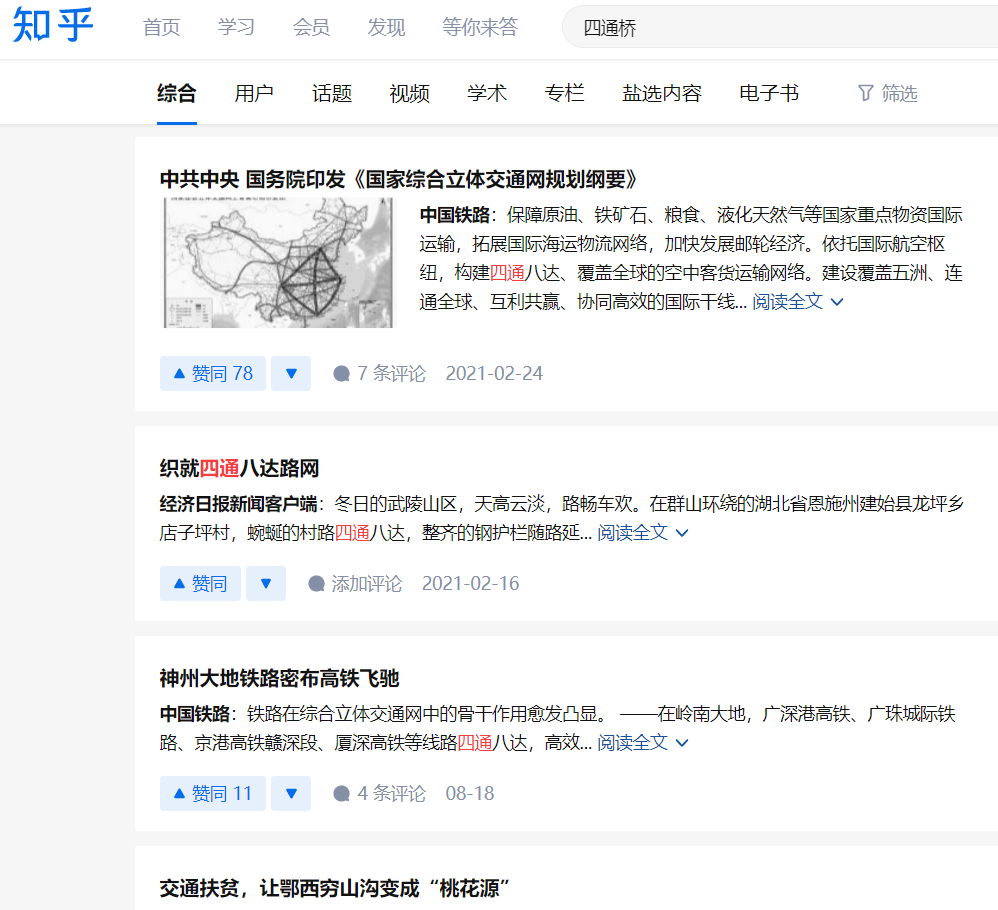 知乎 首页 学习 会员 发现 等你来答 四通桥
综合 用户 话题 视频 学术 专栏 盐选内容 电子书 筛选
中共中央 国务院印发《国家综合立体交通网规划纲要》
中国铁路：保障原油、铁矿石、粮食、液化天然气等国家重点物资国际
运输，拓展国际海运物流网络，加快发展邮轮经济。依托国际航空枢
纽，构建四通八达、覆盖全球的空中客货运输网络。建设覆盖五洲、连
通全球、互利共赢、协同高效的国际干线... 阅读全文
赞同 78 7 条评论 2021-02-24
织就四通八达路网
经济日报新闻客户端：冬日的武陵山区，天高云淡，路畅车欢。在群山环绕的湖北省恩施州建始县龙坪乡
店子坪村，蜿蜒的村路四通八达，整齐的钢护栏随路延... 阅读全文
赞同 添加评论 2021-02-16
神州大地铁路密布高铁飞驰
中国铁路：铁路在综合立体交通网中的骨干作用愈发凸显。 ——在岭南大地，广深港高铁、广珠城际铁
路、京港高铁赣深段、厦深高铁等线路四通八达，高效... 阅读全文
赞同 11 4 条评论 08-18
交通扶贫，让鄂西穷山沟变成“桃花源”